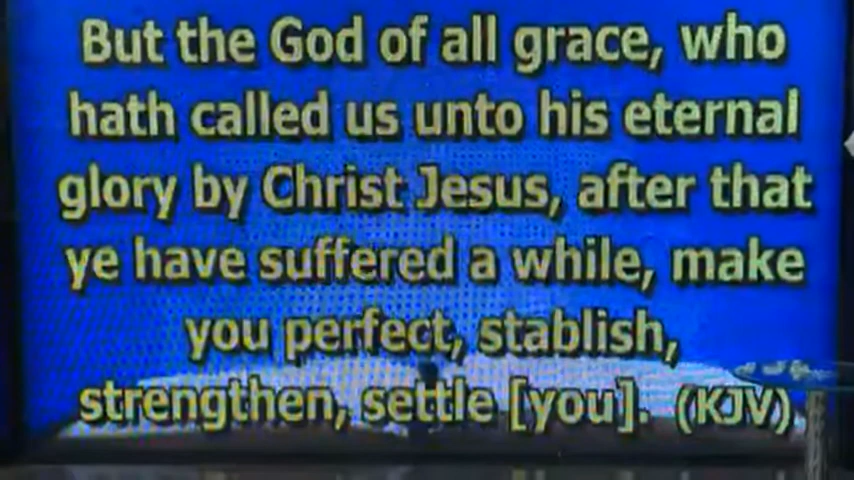 But the God of all grace, who
hath called us unto his eternal
glory by Christ Jesus, after that
ye have suffered a while, make
you perfect, stablish,
strengthen, settle [you]. (KJV)